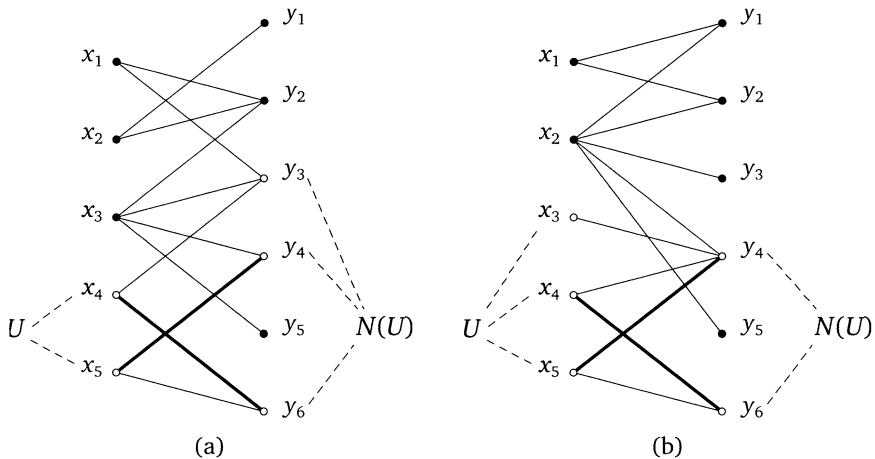 y₁ y₁
x₁ x₁
y₂ y₂
x₂ x₂
y₃ y₃
x₃ x₃
y₄ y₄
x₄ x₄
U y₅ N(U) U y₅ N(U)
x₅ x₅
y₆ y₆
(a) (b)